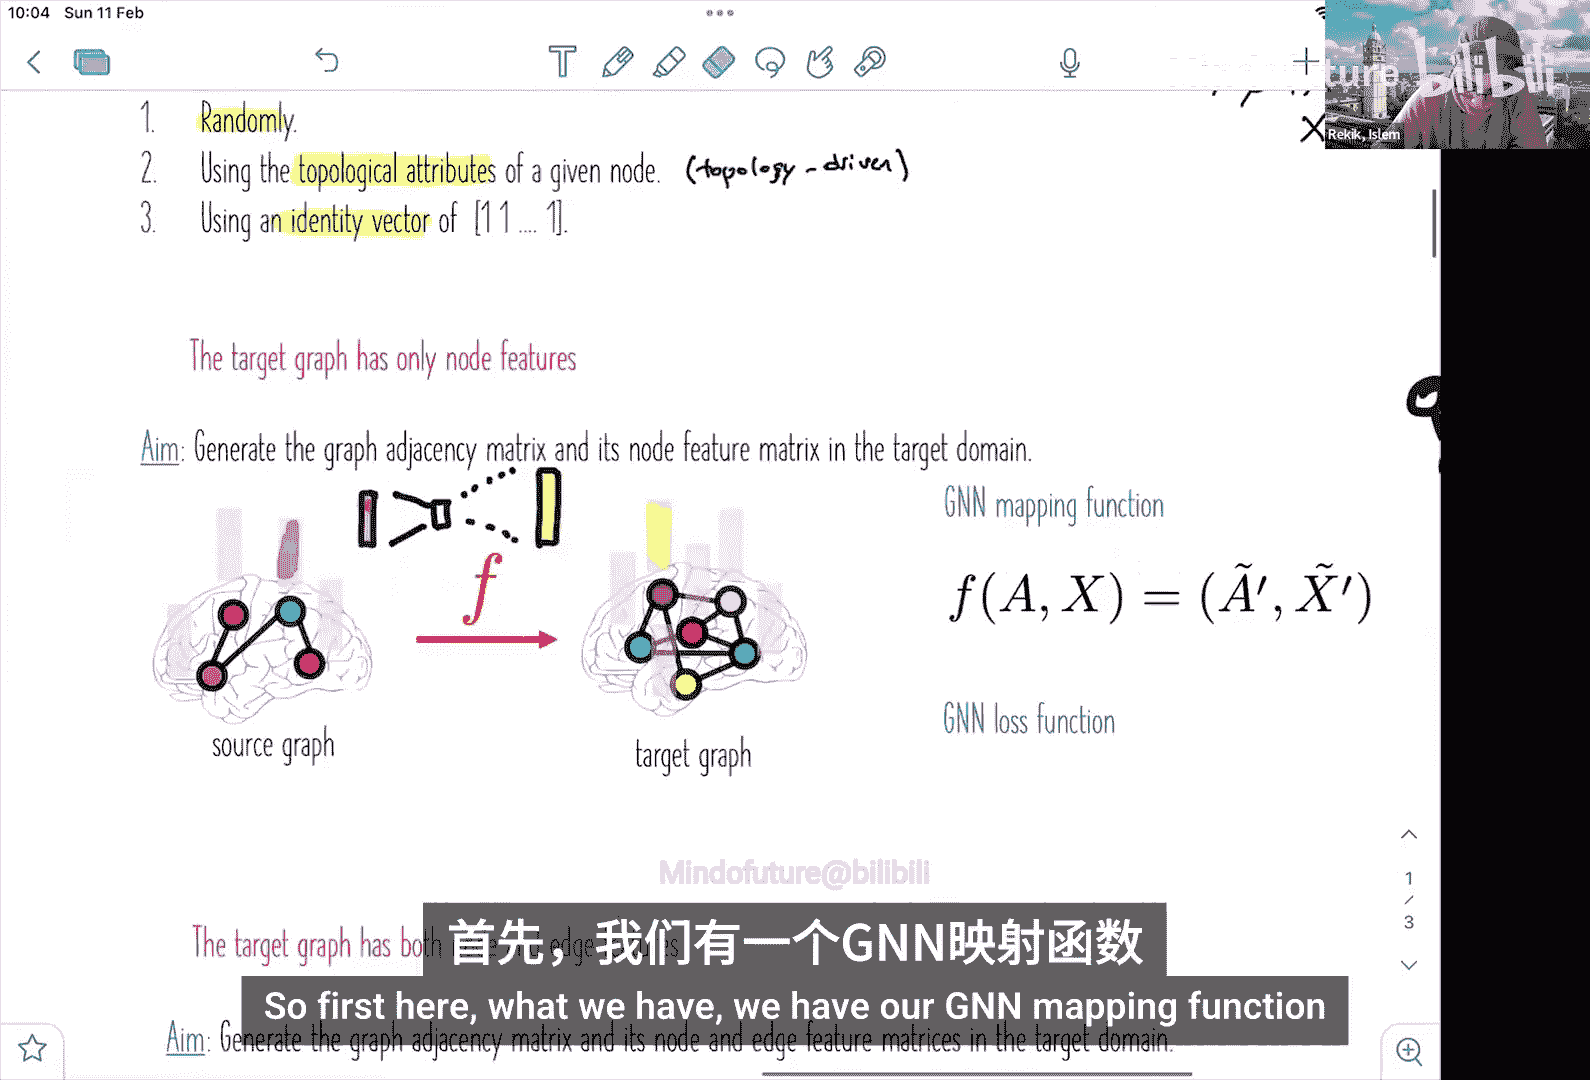 10:04 Sun 11 Feb
ture bilibili
Rekik, Islem
1. Randomly.
2. Using the topological attributes of a given node. (topology-driven)
3. Using an identity vector of [1 1 .... 1].
The target graph has only node features
Aim: Generate the graph adjacency matrix and its node feature matrix in the target domain.
GNN mapping function
f
f(A, X) = (Ã′, X̃′)
GNN loss function
source graph
target graph
Mindofuture@bilibili
1
/
3
The target graph has both
首先，我们有一个GNN映射函数
So first here, what we have, we have our GNN mapping function
Aim: Generate the graph adjacency matrix and its node and edge feature matrices in the target domain.